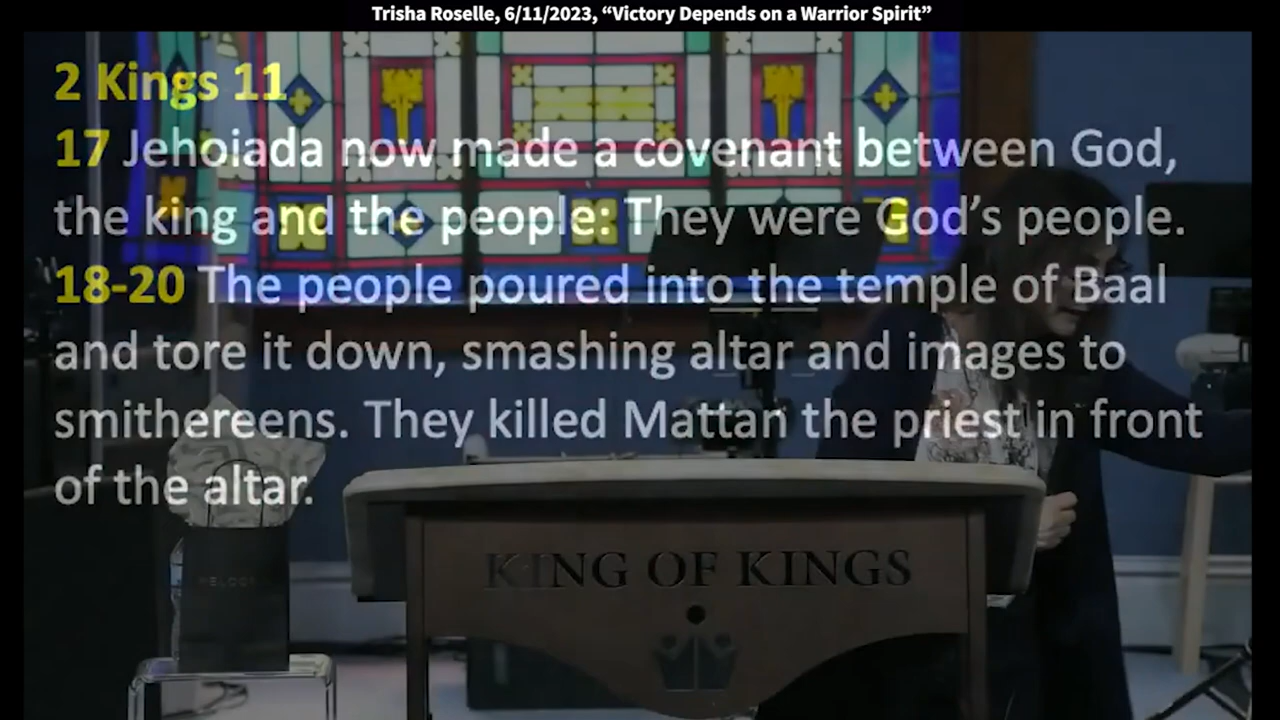 Trisha Roselle, 6/11/2023, “Victory Depends on a Warrior Spirit”
2 Kings 11
17 Jehoiada now made a covenant between God,
the king and the people: They were God’s people.
18-20 The people poured into the temple of Baal
and tore it down, smashing altar and images to
smithereens. They killed Mattan the priest in front
of the altar.
KING OF KINGS